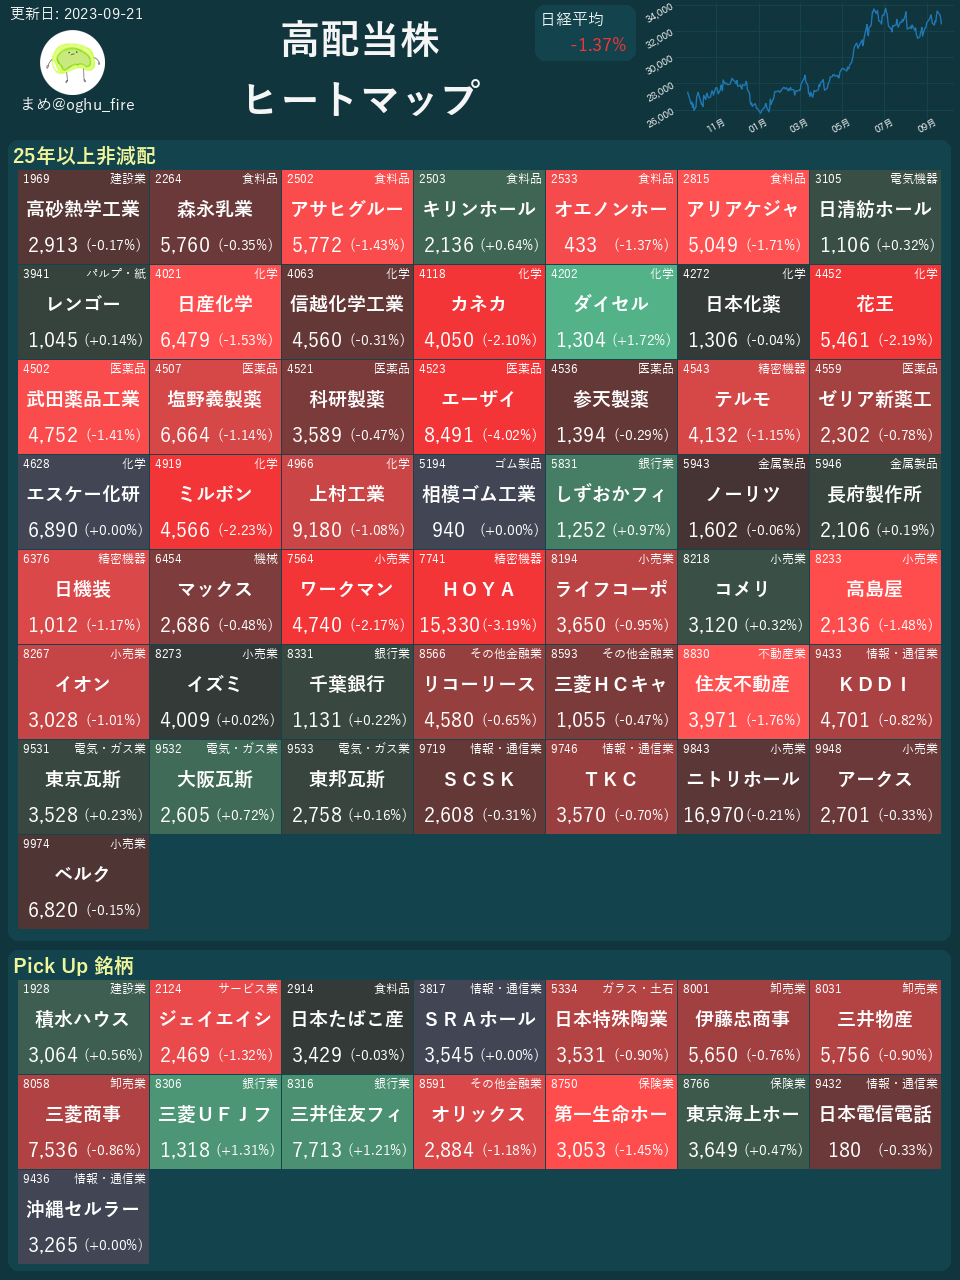 更新日: 2023-09-21
まめ@oghu_fire
高配当株
ヒートマップ
日経平均
-1.37%
34,000
32,000
30,000
28,000
26,000
11月 01月 03月 05月 07月 09月
25年以上非減配
1969 建設業 2264 食料品 2502 食料品 2503 食料品 2533 食料品 2815 食料品 3105 電気機器
高砂熱学工業 森永乳業 アサヒグルー キリンホール オエノンホー アリアケジャ 日清紡ホール
2,913 (-0.17%) 5,760 (-0.35%) 5,772 (-1.43%) 2,136 (+0.64%) 433 (-1.37%) 5,049 (-1.71%) 1,106 (+0.32%)
3941 パルプ・紙 4021 化学 4063 化学 4118 化学 4202 化学 4272 化学 4452 化学
レンゴー 日産化学 信越化学工業 カネカ ダイセル 日本化薬 花王
1,045 (+0.14%) 6,479 (-1.53%) 4,560 (-0.31%) 4,050 (-2.10%) 1,304 (+1.72%) 1,306 (-0.04%) 5,461 (-2.19%)
4502 医薬品 4507 医薬品 4521 医薬品 4523 医薬品 4536 医薬品 4543 精密機器 4559 医薬品
武田薬品工業 塩野義製薬 科研製薬 エーザイ 参天製薬 テルモ ゼリア新薬工
4,752 (-1.41%) 6,664 (-1.14%) 3,589 (-0.47%) 8,491 (-4.02%) 1,394 (-0.29%) 4,132 (-1.15%) 2,302 (-0.78%)
4628 化学 4919 化学 4966 化学 5194 ゴム製品 5831 銀行業 5943 金属製品 5946 金属製品
エスケー化研 ミルボン 上村工業 相模ゴム工業 しずおかフィ ノーリツ 長府製作所
6,890 (+0.00%) 4,566 (-2.23%) 9,180 (-1.08%) 940 (+0.00%) 1,252 (+0.97%) 1,602 (-0.06%) 2,106 (+0.19%)
6376 精密機器 6454 機械 7564 小売業 7741 精密機器 8194 小売業 8218 小売業 8233 小売業
日機装 マックス ワークマン ＨＯＹＡ ライフコーポ コメリ 高島屋
1,012 (-1.17%) 2,686 (-0.48%) 4,740 (-2.17%) 15,330 (-3.19%) 3,650 (-0.95%) 3,120 (+0.32%) 2,136 (-1.48%)
8267 小売業 8273 小売業 8331 銀行業 8566 その他金融業 8593 その他金融業 8830 不動産業 9433 情報・通信業
イオン イズミ 千葉銀行 リコーリース 三菱ＨＣキャ 住友不動産 ＫＤＤＩ
3,028 (-1.01%) 4,009 (+0.02%) 1,131 (+0.22%) 4,580 (-0.65%) 1,055 (-0.47%) 3,971 (-1.76%) 4,701 (-0.82%)
9531 電気・ガス業 9532 電気・ガス業 9533 電気・ガス業 9719 情報・通信業 9746 情報・通信業 9843 小売業 9948 小売業
東京瓦斯 大阪瓦斯 東邦瓦斯 ＳＣＳＫ ＴＫＣ ニトリホール アークス
3,528 (+0.23%) 2,605 (+0.72%) 2,758 (+0.16%) 2,608 (-0.31%) 3,570 (-0.70%) 16,970 (-0.21%) 2,701 (-0.33%)
9974 小売業
ベルク
6,820 (-0.15%)
Pick Up 銘柄
1928 建設業 2124 サービス業 2914 食料品 3817 情報・通信業 5334 ガラス・土石 8001 卸売業 8031 卸売業
積水ハウス ジェイエイシ 日本たばこ産 ＳＲＡホール 日本特殊陶業 伊藤忠商事 三井物産
3,064 (+0.56%) 2,469 (-1.32%) 3,429 (-0.03%) 3,545 (+0.00%) 3,531 (-0.90%) 5,650 (-0.76%) 5,756 (-0.90%)
8058 卸売業 8306 銀行業 8316 銀行業 8591 その他金融業 8750 保険業 8766 保険業 9432 情報・通信業
三菱商事 三菱ＵＦＪフ 三井住友フィ オリックス 第一生命ホー 東京海上ホー 日本電信電話
7,536 (-0.86%) 1,318 (+1.31%) 7,713 (+1.21%) 2,884 (-1.18%) 3,053 (-1.45%) 3,649 (+0.47%) 180 (-0.33%)
9436 情報・通信業
沖縄セルラー
3,265 (+0.00%)